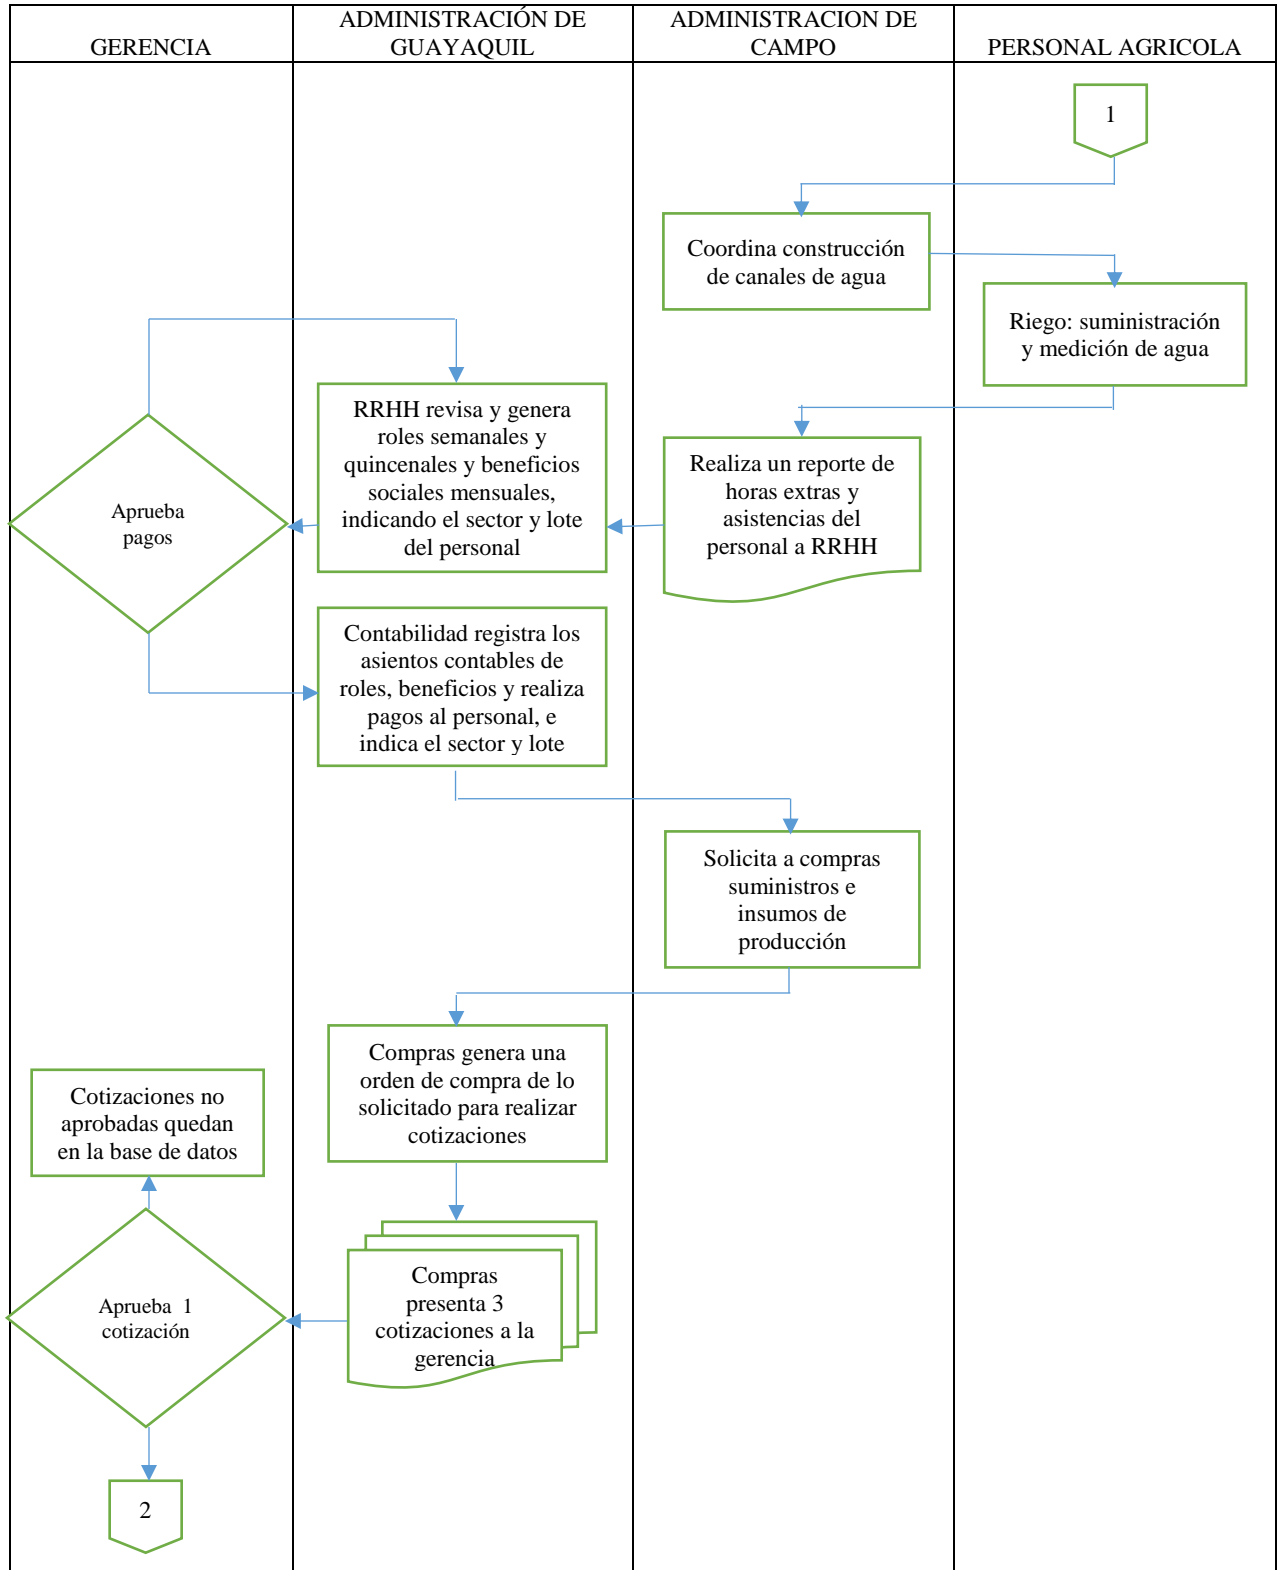 GERENCIA
ADMINISTRACIÓN DE
GUAYAQUIL
ADMINISTRACION DE
CAMPO
PERSONAL AGRICOLA
1
Coordina construcción
de canales de agua
Riego: suministración
y medición de agua
Realiza un reporte de
horas extras y
asistencias del
personal a RRHH
RRHH revisa y genera
roles semanales y
quincenales y beneficios
sociales mensuales,
indicando el sector y lote
del personal
Aprueba
pagos
Contabilidad registra los
asientos contables de
roles, beneficios y realiza
pagos al personal, e
indica el sector y lote
Solicita a compras
suministros e
insumos de
producción
Compras genera una
orden de compra de lo
solicitado para realizar
cotizaciones
Cotizaciones no
aprobadas quedan
en la base de datos
Compras
presenta 3
cotizaciones a la
gerencia
Aprueba 1
cotización
2